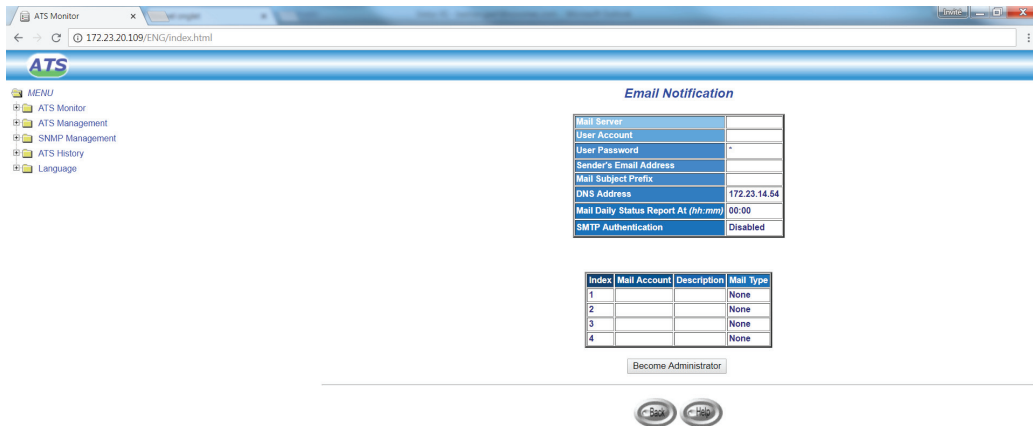 ATS Monitor
Invité
172.23.20.109/ENG/index.html
ATS
MENU
ATS Monitor
ATS Management
SNMP Management
ATS History
Language
Email Notification
Mail Server
User Account
User Password *
Sender's Email Address
Mail Subject Prefix
DNS Address 172.23.14.54
Mail Daily Status Report At (hh:mm) 00:00
SMTP Authentication Disabled
Index Mail Account Description Mail Type
1 None
2 None
3 None
4 None
Become Administrator
Back Help